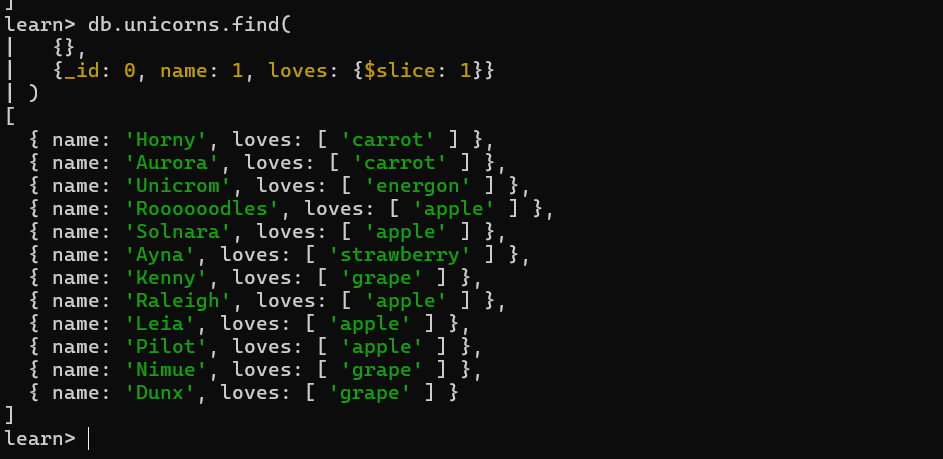 ]
learn> db.unicorns.find(
|   {},
|   {_id: 0, name: 1, loves: {$slice: 1}}
| )
[
  { name: 'Horny', loves: [ 'carrot' ] },
  { name: 'Aurora', loves: [ 'carrot' ] },
  { name: 'Unicrom', loves: [ 'energon' ] },
  { name: 'Roooooodles', loves: [ 'apple' ] },
  { name: 'Solnara', loves: [ 'apple' ] },
  { name: 'Ayna', loves: [ 'strawberry' ] },
  { name: 'Kenny', loves: [ 'grape' ] },
  { name: 'Raleigh', loves: [ 'apple' ] },
  { name: 'Leia', loves: [ 'apple' ] },
  { name: 'Pilot', loves: [ 'apple' ] },
  { name: 'Nimue', loves: [ 'grape' ] },
  { name: 'Dunx', loves: [ 'grape' ] }
]
learn>